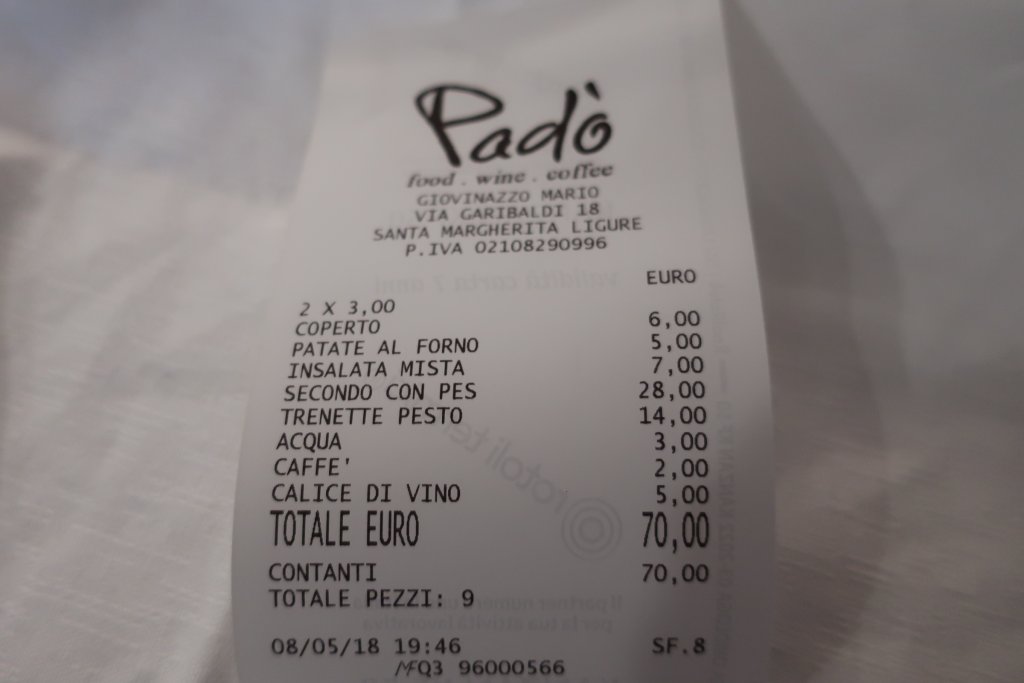 Padò
food . wine . coffee
GIOVINAZZO MARIO
VIA GARIBALDI 18
SANTA MARGHERITA LIGURE
P.IVA 02108290996
EURO
2 X 3,00
COPERTO 6,00
PATATE AL FORNO 5,00
INSALATA MISTA 7,00
SECONDO CON PES 28,00
TRENETTE PESTO 14,00
ACQUA 3,00
CAFFE' 2,00
CALICE DI VINO 5,00
TOTALE EURO 70,00
CONTANTI 70,00
TOTALE PEZZI: 9
08/05/18 19:46 SF.8
MFQ3 96000566